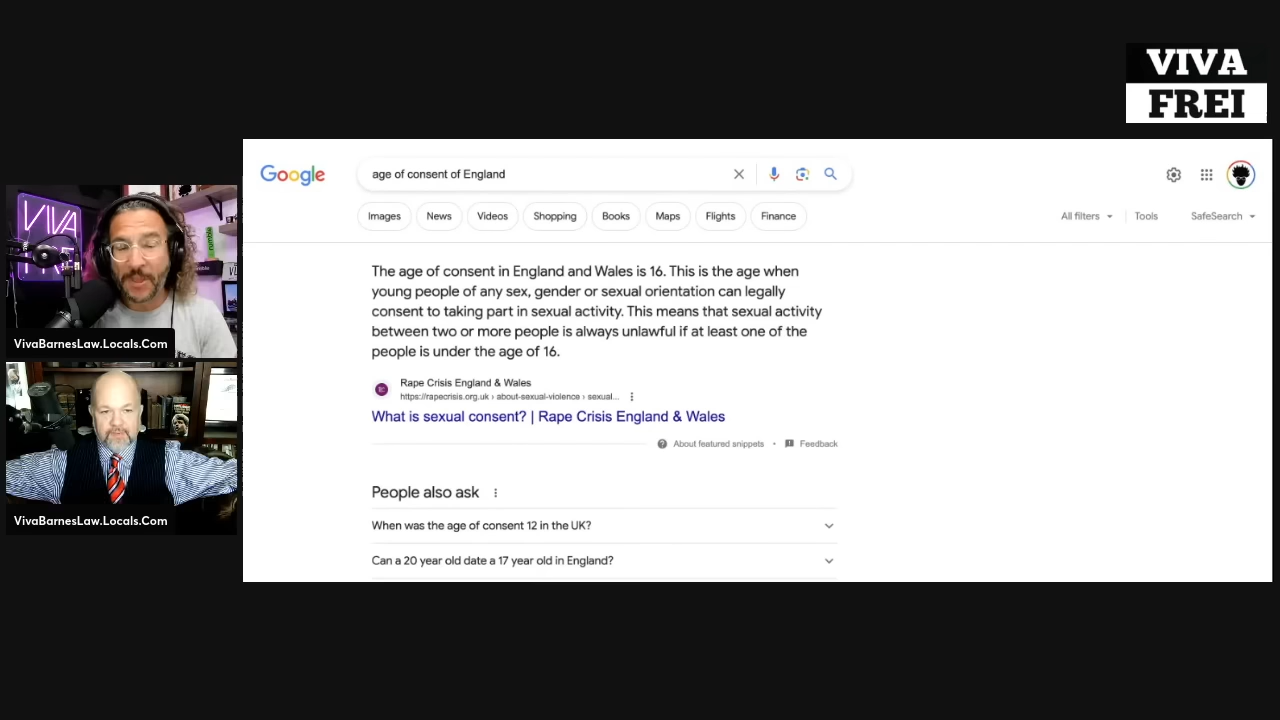 VIVA
FREI
Google
age of consent of England
Images
News
Videos
Shopping
Books
Maps
Flights
Finance
All filters
Tools
SafeSearch
The age of consent in England and Wales is 16. This is the age when
young people of any sex, gender or sexual orientation can legally
consent to taking part in sexual activity. This means that sexual activity
between two or more people is always unlawful if at least one of the
people is under the age of 16.
Rape Crisis England & Wales
https://rapecrisis.org.uk › about-sexual-violence › sexual...
What is sexual consent? | Rape Crisis England & Wales
About featured snippets • Feedback
People also ask
When was the age of consent 12 in the UK?
Can a 20 year old date a 17 year old in England?
VIVA
VivaBarnesLaw.Locals.Com
VivaBarnesLaw.Locals.Com